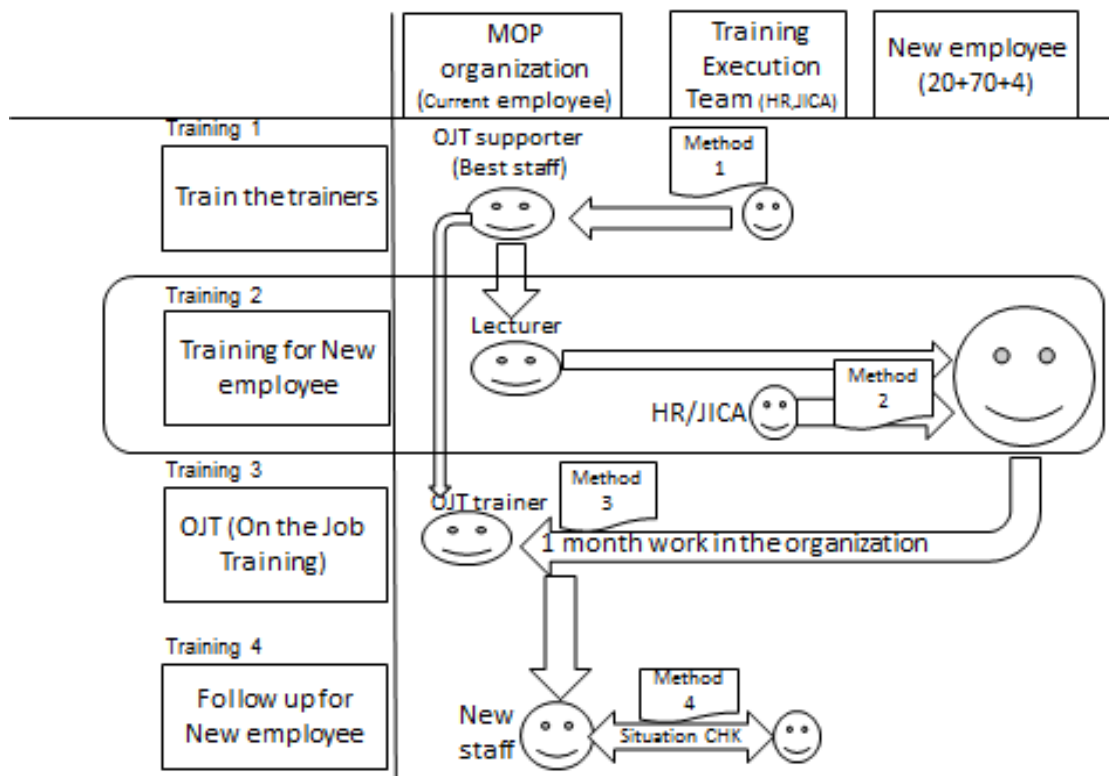 MOP
organization
(Current employee)
Training
Execution
Team (HR,JICA)
New employee
(20+70+4)
Training 1
Train the trainers
OJT supporter
(Best staff)
Method
1
Training 2
Training for New
employee
Lecturer
HR/JICA
Method
2
Training 3
OJT (On the Job
Training)
OJT trainer
Method
3
1 month work in the organization
Training 4
Follow up for
New employee
New
staff
Method
4
Situation CHK